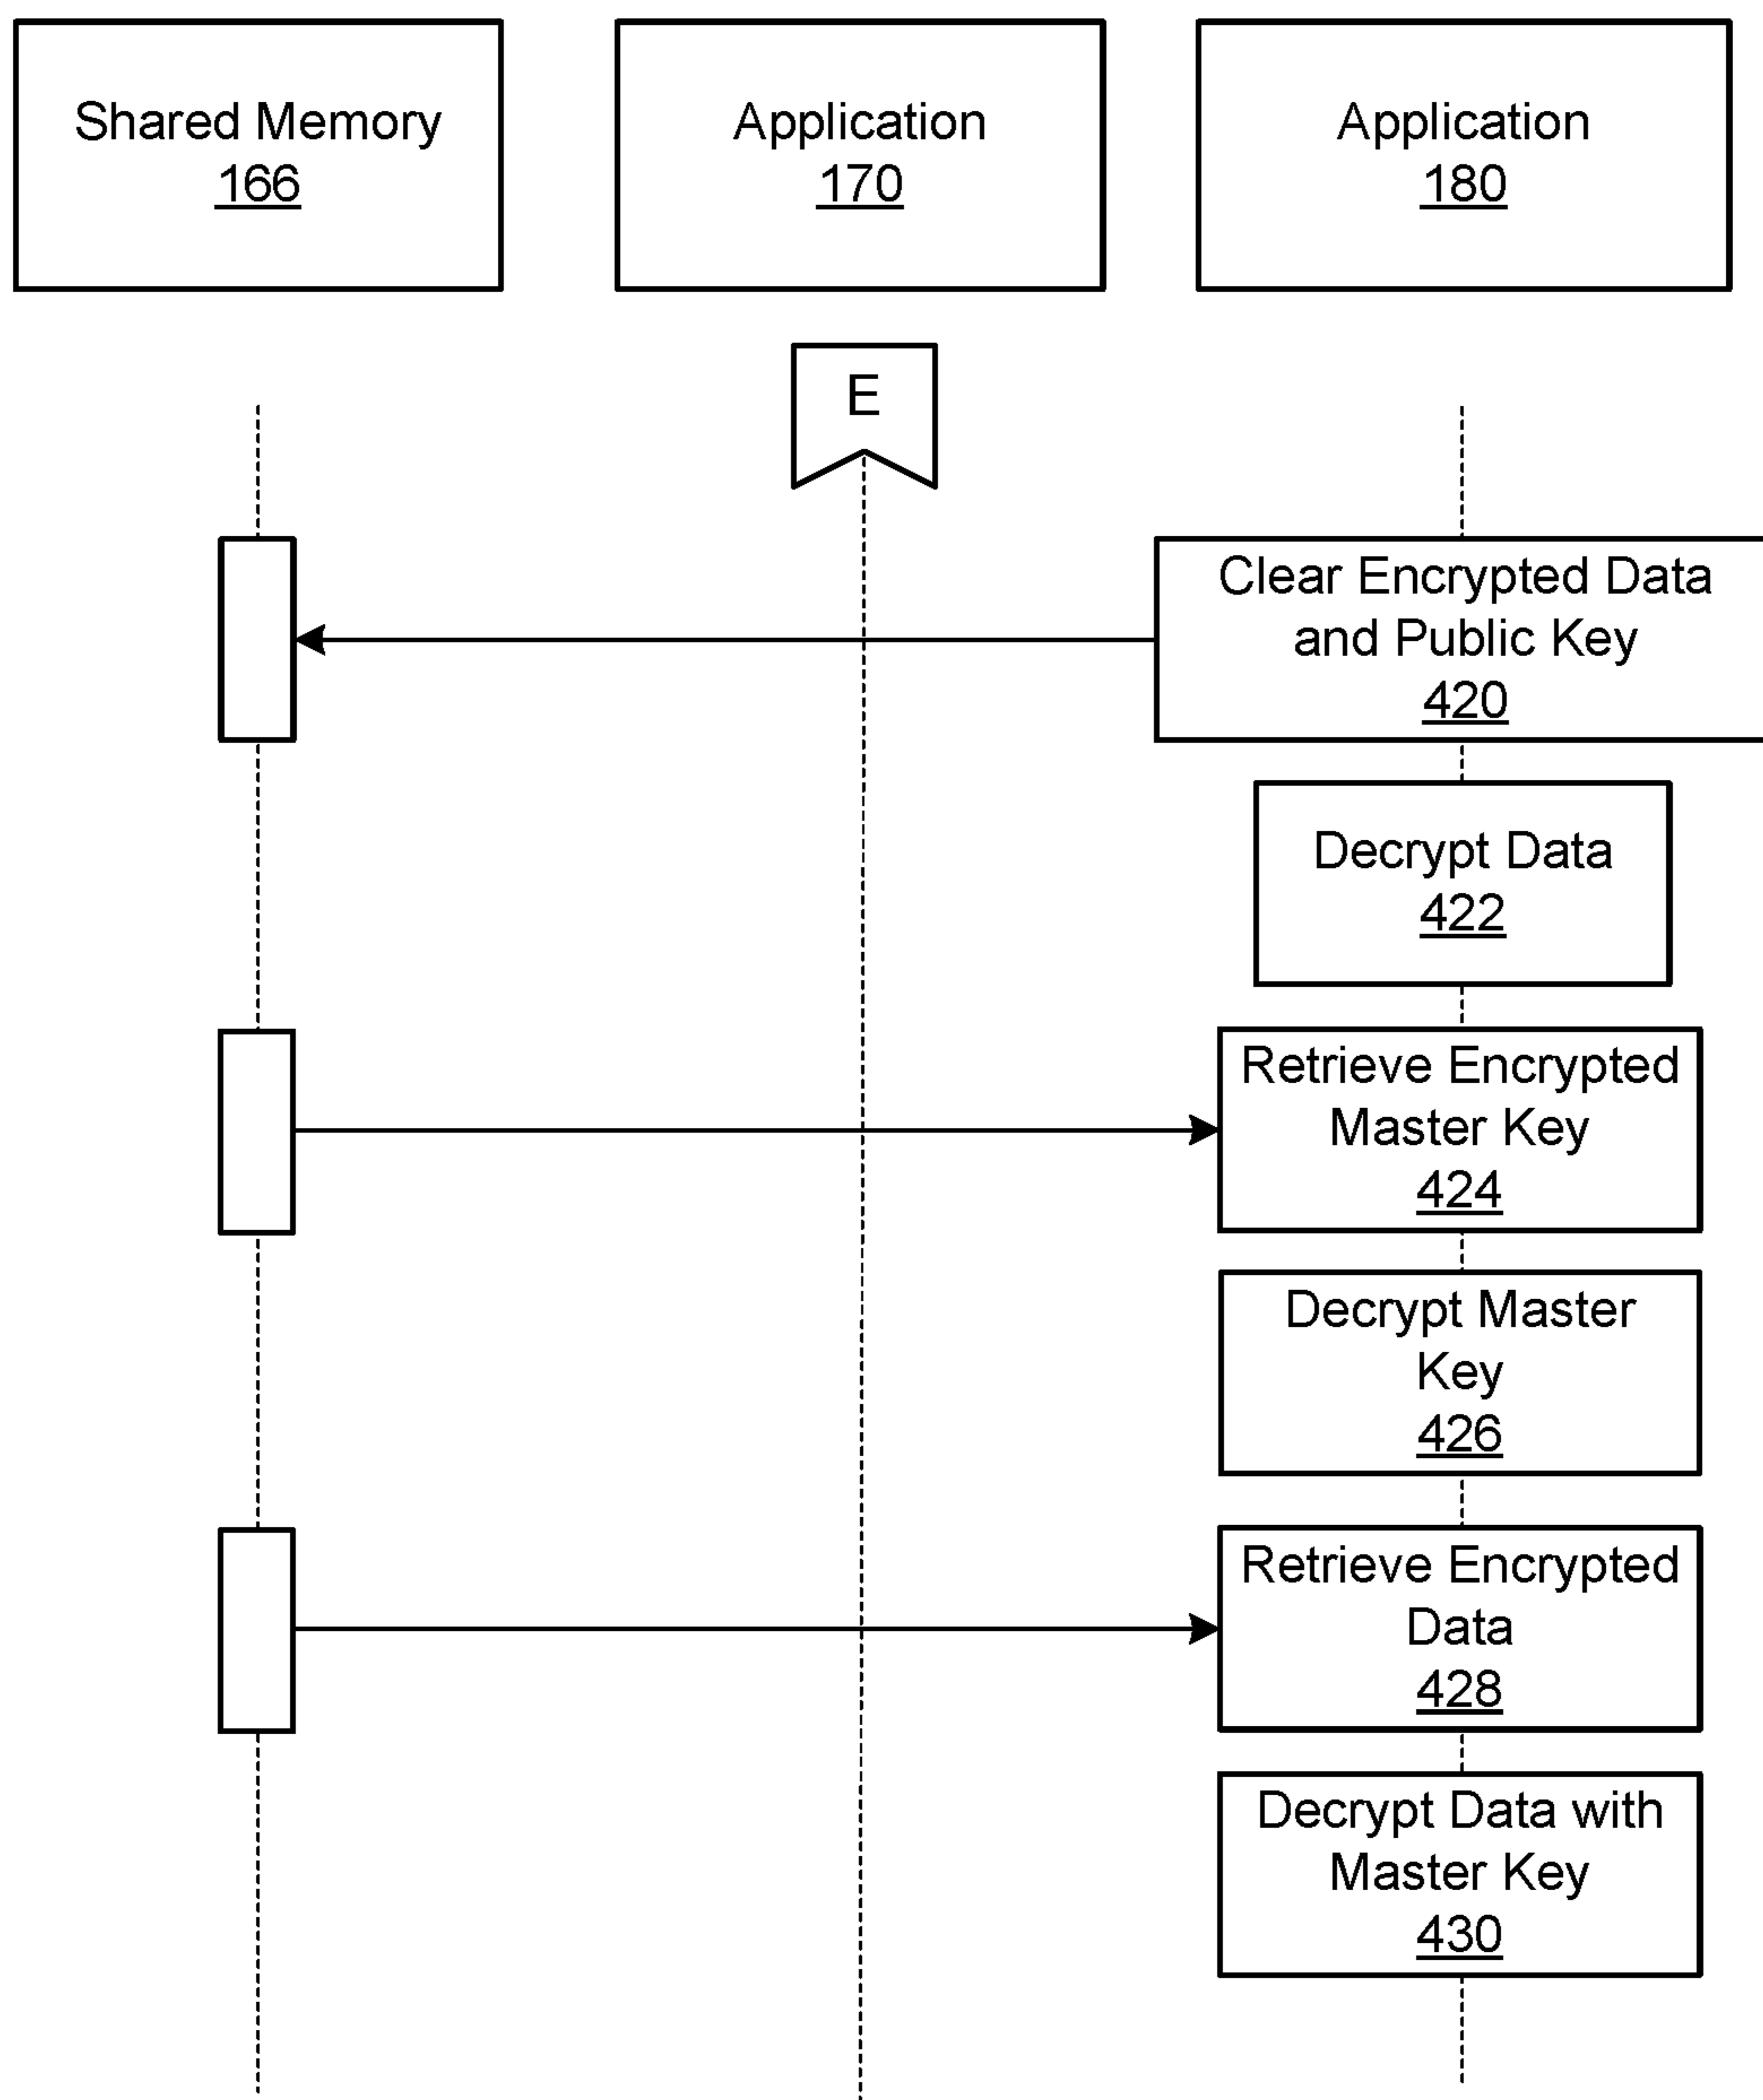 Shared Memory
166
Application
170
Application
180
E
Clear Encrypted Data
and Public Key
420
Decrypt Data
422
Retrieve Encrypted
Master Key
424
Decrypt Master
Key
426
Retrieve Encrypted
Data
428
Decrypt Data with
Master Key
430